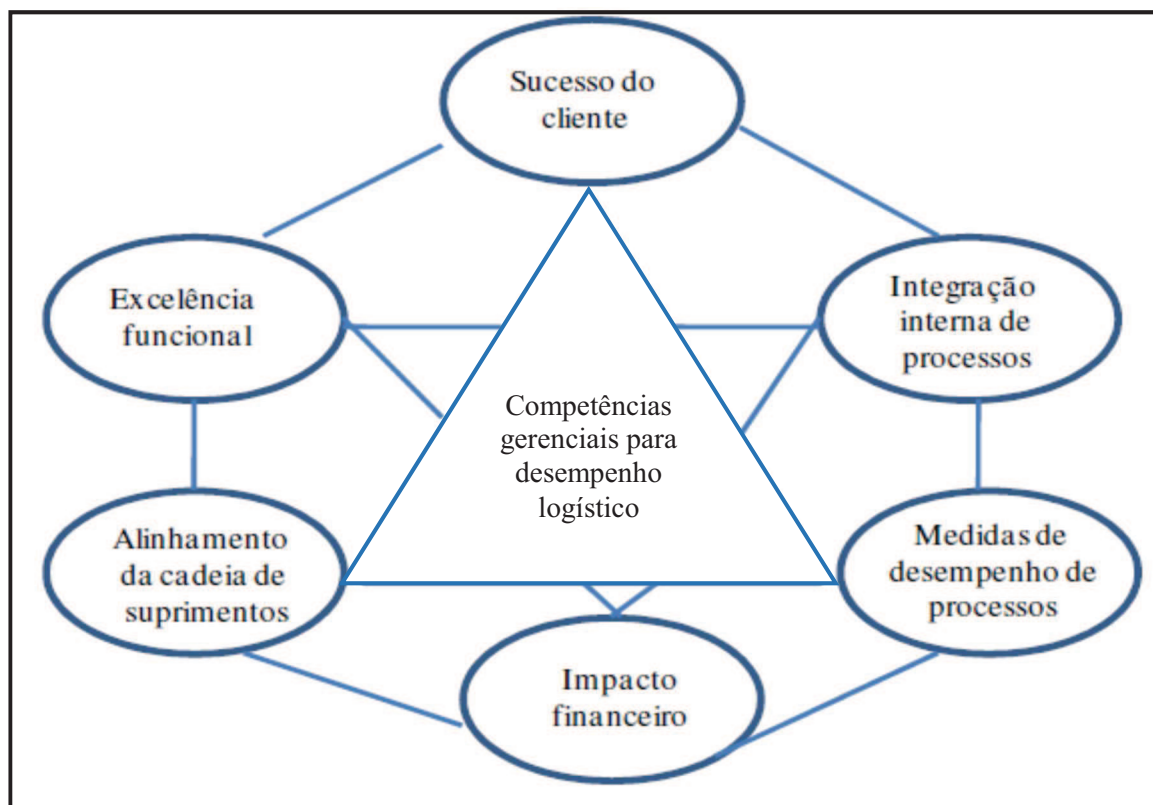 Sucesso do
cliente
Excelência
funcional
Integração
interna de
processos
Competências
gerenciais para
desempenho
logístico
Alinhamento
da cadeia de
suprimentos
Medidas de
desempenho de
processos
Impacto
financeiro